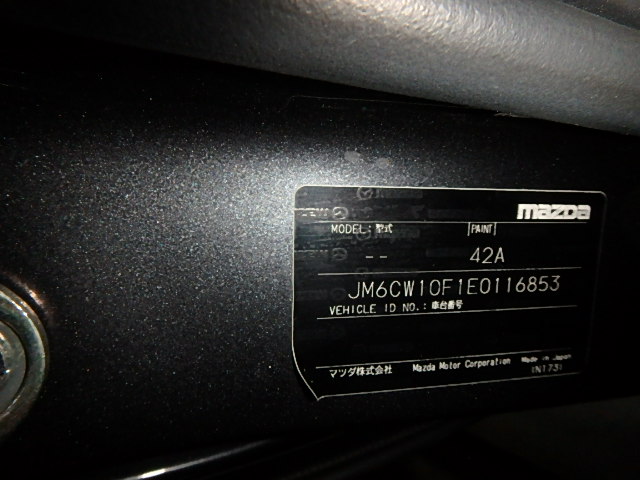 mazda
MODEL: 型式 PAINT
-- 42A
JM6CW10F1E0116853
VEHICLE ID NO.: 車台番号
マツダ株式会社 Mazda Motor Corporation Made in Japan
(N173)